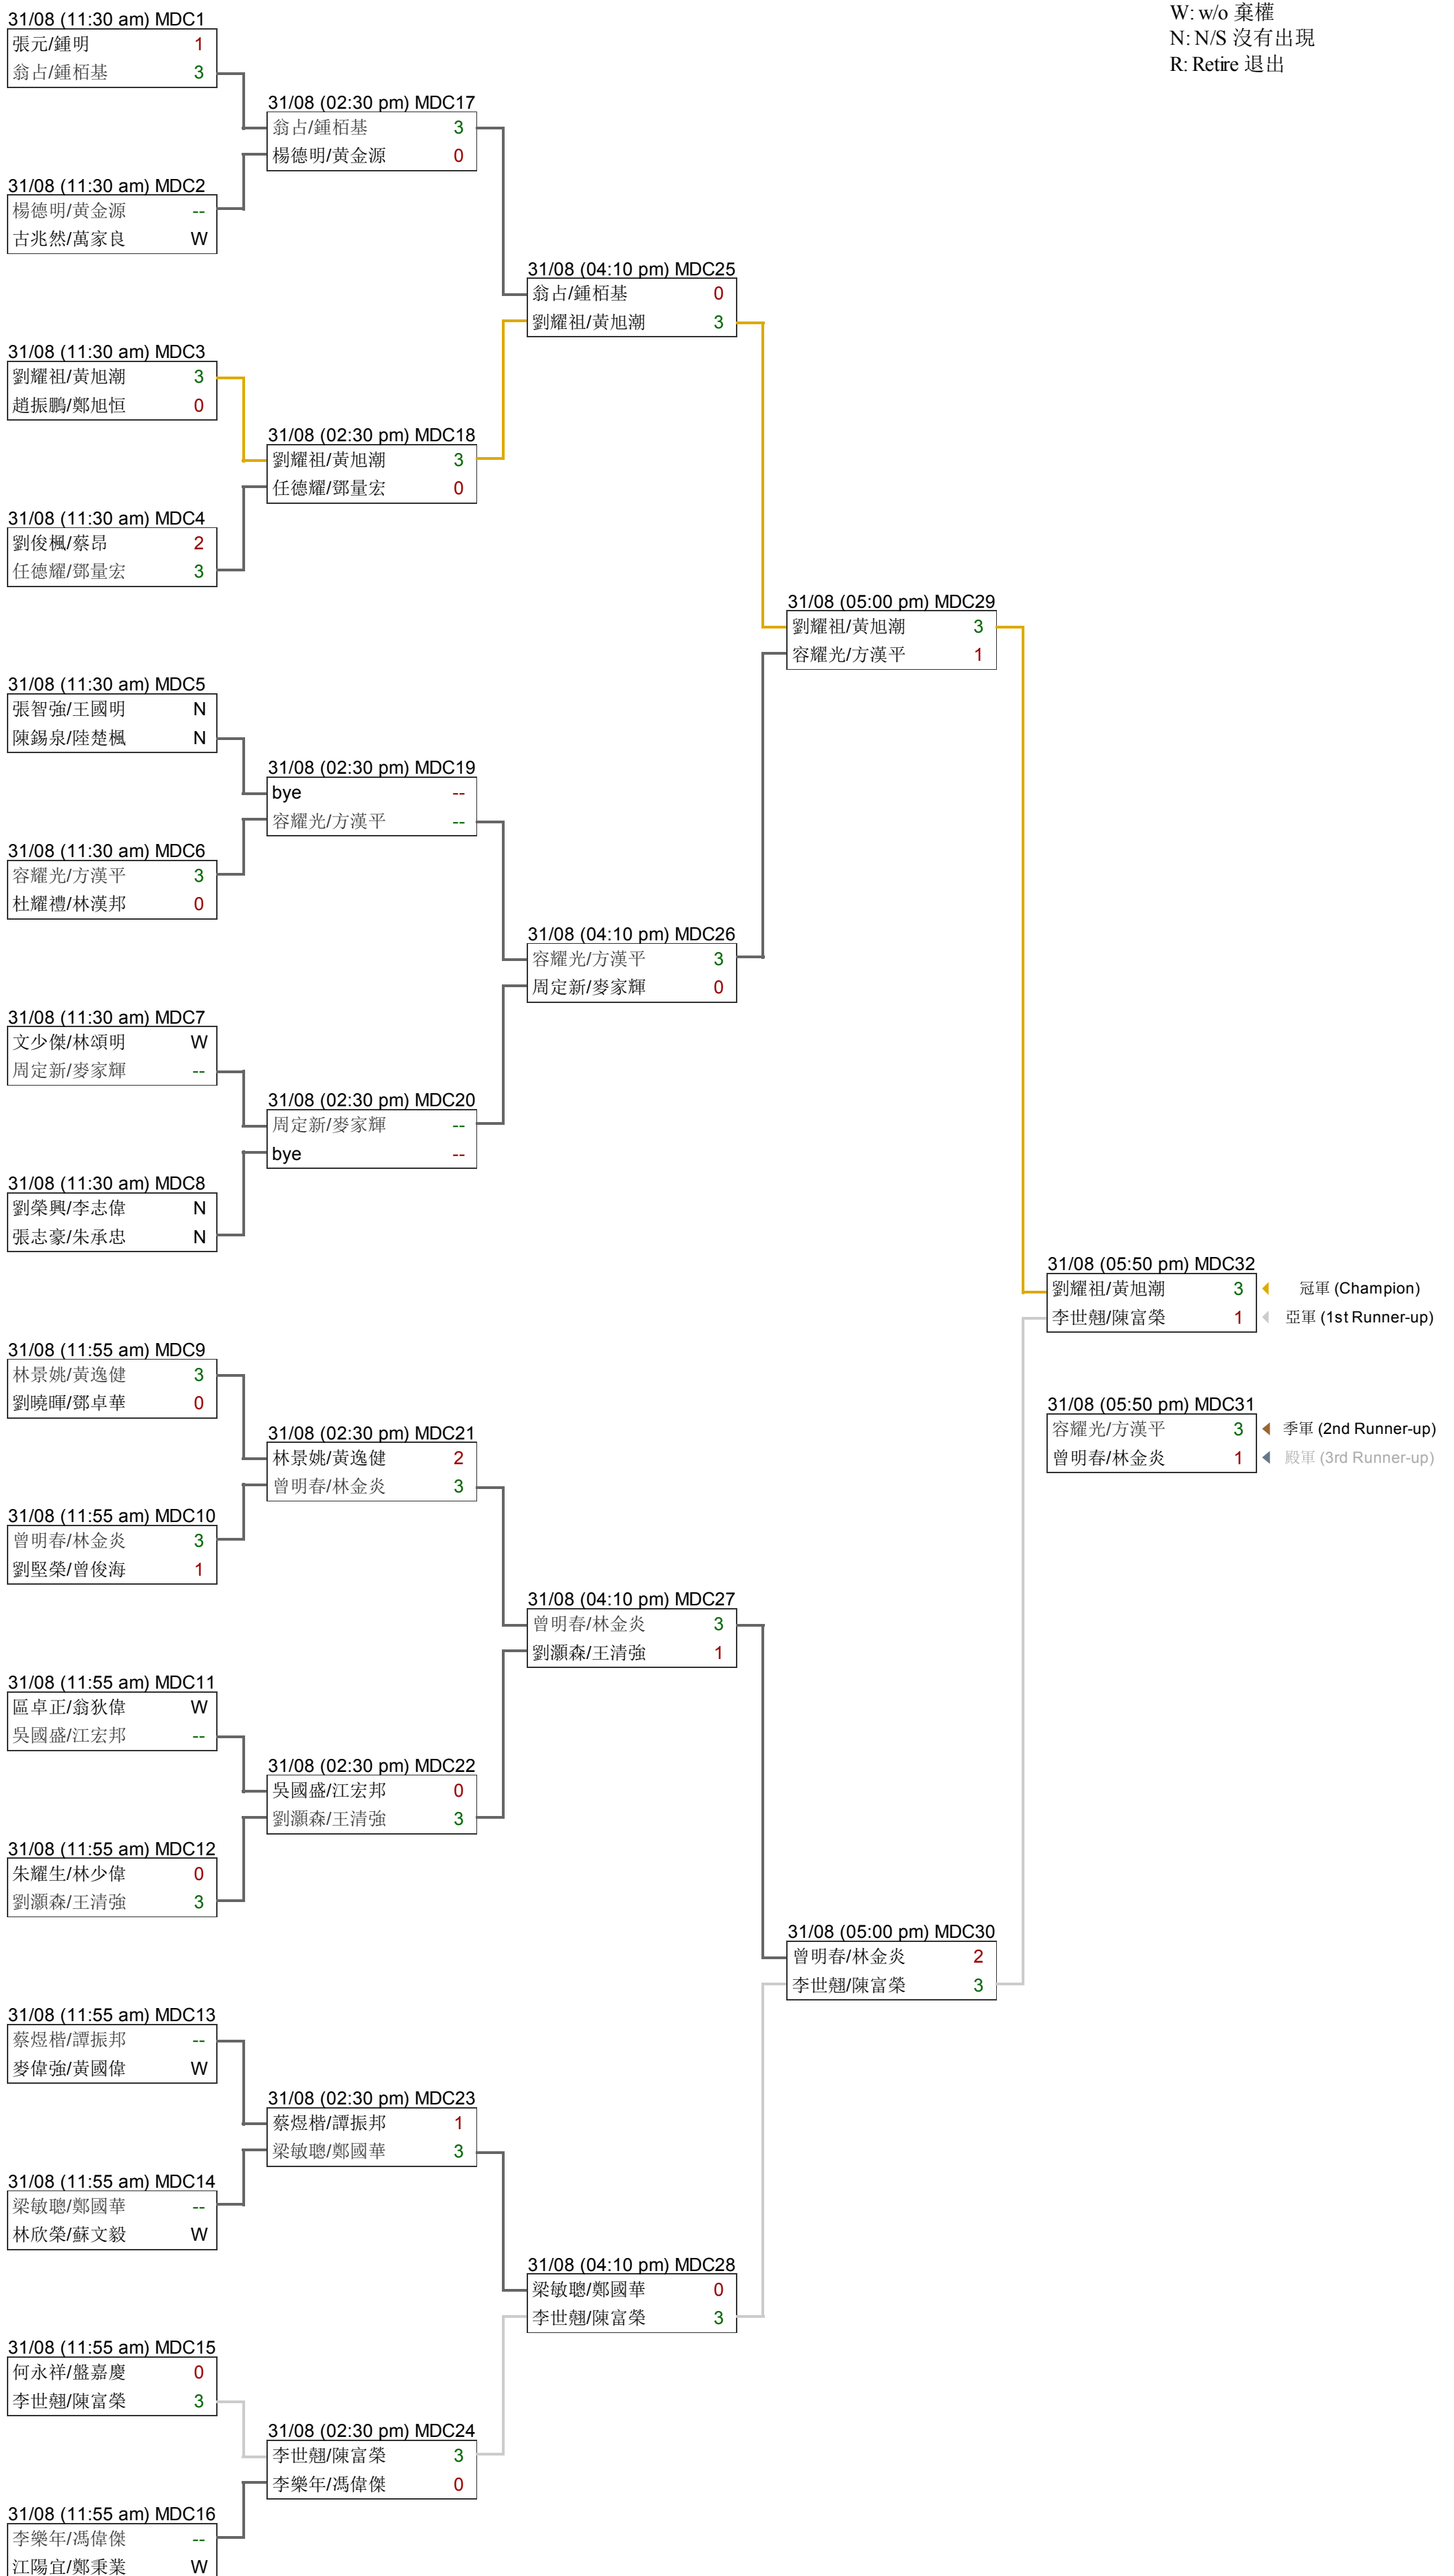 W: w/o 棄權
N: N/S 沒有出現
R: Retire 退出
31/08 (11:30 am) MDC1
張元/鍾明 1
翁占/鍾栢基 3
31/08 (02:30 pm) MDC17
翁占/鍾栢基 3
楊德明/黃金源 0
31/08 (11:30 am) MDC2
楊德明/黃金源 --
古兆然/萬家良 W
31/08 (04:10 pm) MDC25
翁占/鍾栢基 0
劉耀祖/黃旭潮 3
31/08 (11:30 am) MDC3
劉耀祖/黃旭潮 3
趙振鵬/鄭旭恒 0
31/08 (02:30 pm) MDC18
劉耀祖/黃旭潮 3
任德耀/鄧量宏 0
31/08 (11:30 am) MDC4
劉俊楓/蔡昂 2
任德耀/鄧量宏 3
31/08 (05:00 pm) MDC29
劉耀祖/黃旭潮 3
容耀光/方漢平 1
31/08 (11:30 am) MDC5
張智強/王國明 N
陳錫泉/陸楚楓 N
31/08 (02:30 pm) MDC19
bye --
容耀光/方漢平 --
31/08 (11:30 am) MDC6
容耀光/方漢平 3
杜耀禮/林漢邦 0
31/08 (04:10 pm) MDC26
容耀光/方漢平 3
周定新/麥家輝 0
31/08 (11:30 am) MDC7
文少傑/林頌明 W
周定新/麥家輝 --
31/08 (02:30 pm) MDC20
周定新/麥家輝 --
bye --
31/08 (11:30 am) MDC8
劉榮興/李志偉 N
張志豪/朱承忠 N
31/08 (05:50 pm) MDC32
劉耀祖/黃旭潮 3 冠軍 (Champion)
李世翹/陳富榮 1 亞軍 (1st Runner-up)
31/08 (11:55 am) MDC9
林景姚/黃逸健 3
劉曉暉/鄧卓華 0
31/08 (05:50 pm) MDC31
容耀光/方漢平 3 季軍 (2nd Runner-up)
曾明春/林金炎 1 殿軍 (3rd Runner-up)
31/08 (02:30 pm) MDC21
林景姚/黃逸健 2
曾明春/林金炎 3
31/08 (11:55 am) MDC10
曾明春/林金炎 3
劉堅榮/曾俊海 1
31/08 (04:10 pm) MDC27
曾明春/林金炎 3
劉灝森/王清強 1
31/08 (11:55 am) MDC11
區卓正/翁狄偉 W
吳國盛/江宏邦 --
31/08 (02:30 pm) MDC22
吳國盛/江宏邦 0
劉灝森/王清強 3
31/08 (11:55 am) MDC12
朱耀生/林少偉 0
劉灝森/王清強 3
31/08 (05:00 pm) MDC30
曾明春/林金炎 2
李世翹/陳富榮 3
31/08 (11:55 am) MDC13
蔡煜楷/譚振邦 --
麥偉強/黃國偉 W
31/08 (02:30 pm) MDC23
蔡煜楷/譚振邦 1
梁敏聰/鄭國華 3
31/08 (11:55 am) MDC14
梁敏聰/鄭國華 --
林欣榮/蘇文毅 W
31/08 (04:10 pm) MDC28
梁敏聰/鄭國華 0
李世翹/陳富榮 3
31/08 (11:55 am) MDC15
何永祥/盤嘉慶 0
李世翹/陳富榮 3
31/08 (02:30 pm) MDC24
李世翹/陳富榮 3
李樂年/馮偉傑 0
31/08 (11:55 am) MDC16
李樂年/馮偉傑 --
江陽宜/鄭秉業 W